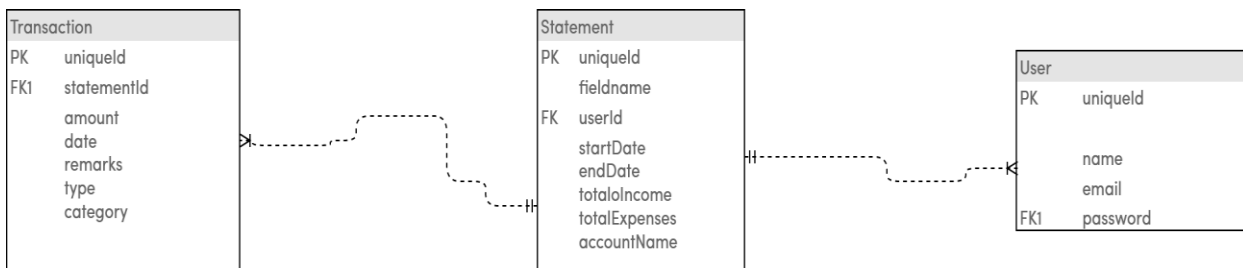 Transaction
PK uniqueId
FK1 statementId
amount
date
remarks
type
category
Statement
PK uniqueId
fieldname
FK userId
startDate
endDate
totaloIncome
totalExpenses
accountName
User
PK uniqueId
name
email
FK1 password